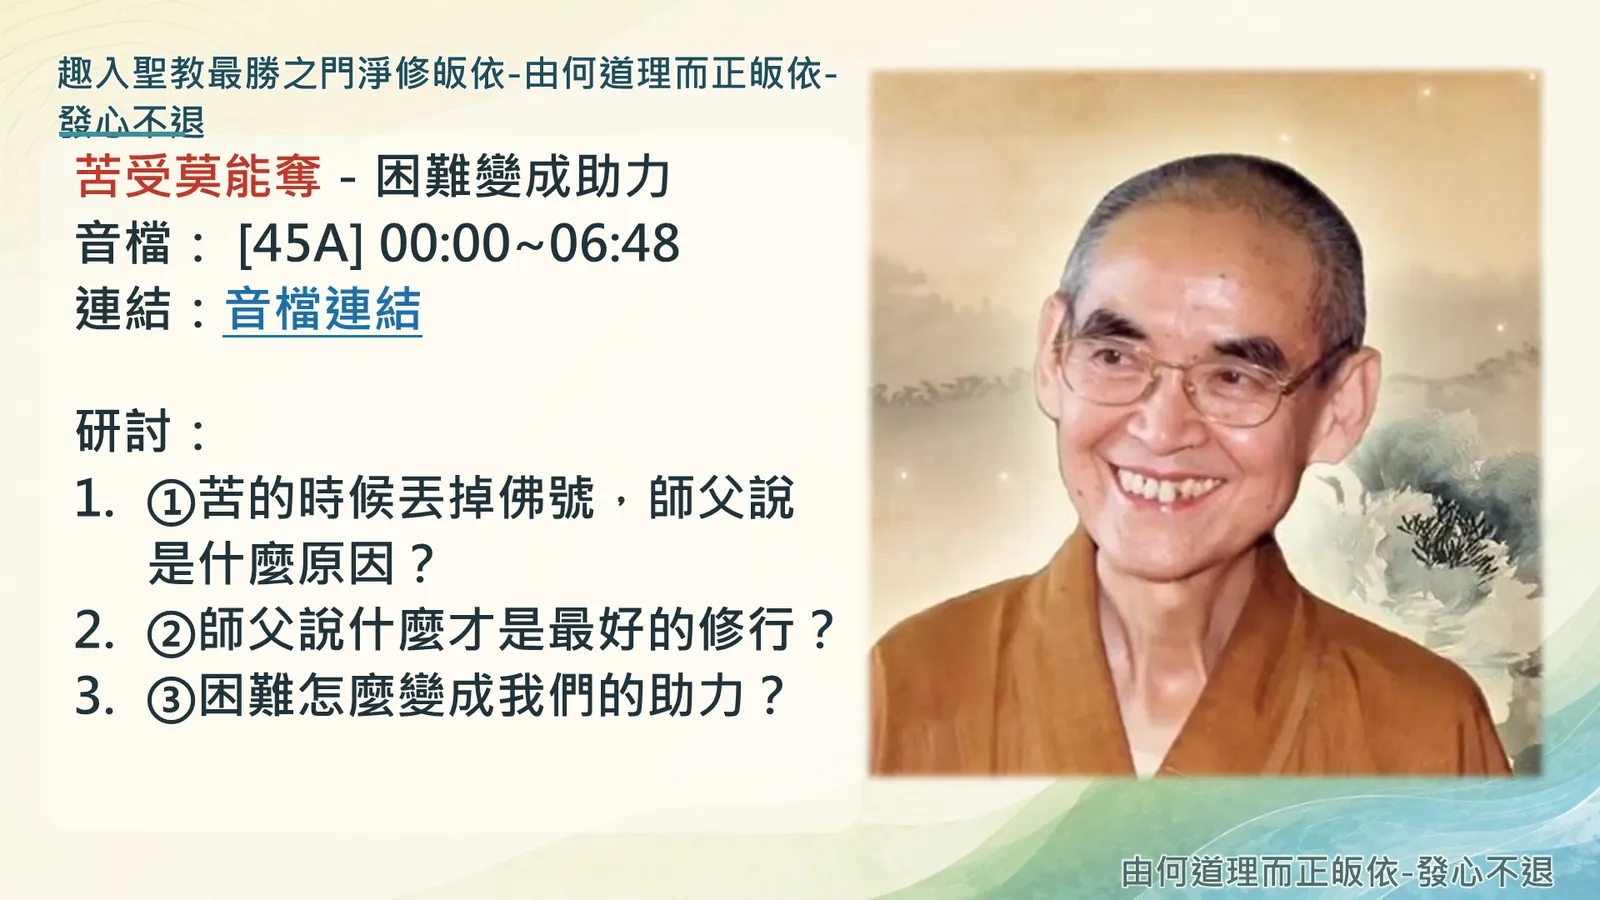 趣入聖教最勝之門淨修皈依-由何道理而正皈依-
發心不退
苦受莫能奪 - 困難變成助力
音檔： [45A] 00:00~06:48
連結：音檔連結
研討：
1. ①苦的時候丟掉佛號，師父說
是什麼原因？
2. ②師父說什麼才是最好的修行？
3. ③困難怎麼變成我們的助力？
由何道理而正皈依-發心不退